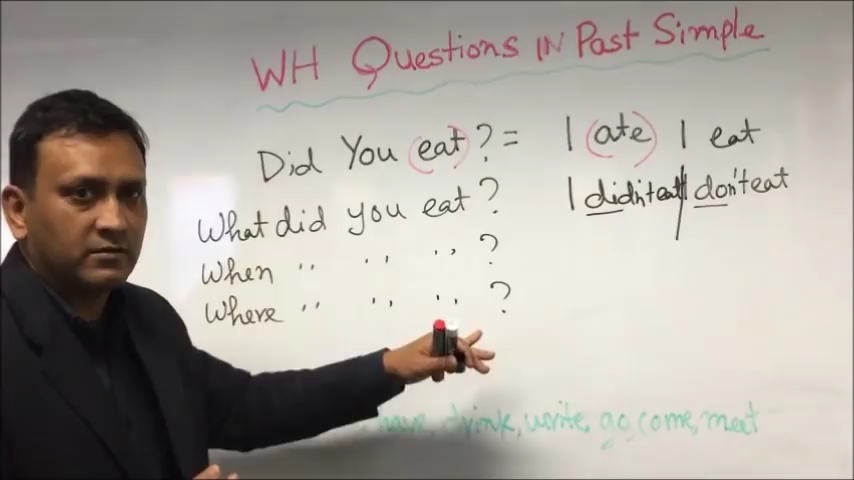 WH Questions IN Past Simple
Did You (eat)? = I (ate) I eat
What did you eat? I didn't eat I don't eat
When '' '' '' ?
Where '' '' '' ?
have, drink, write, go, come, meet